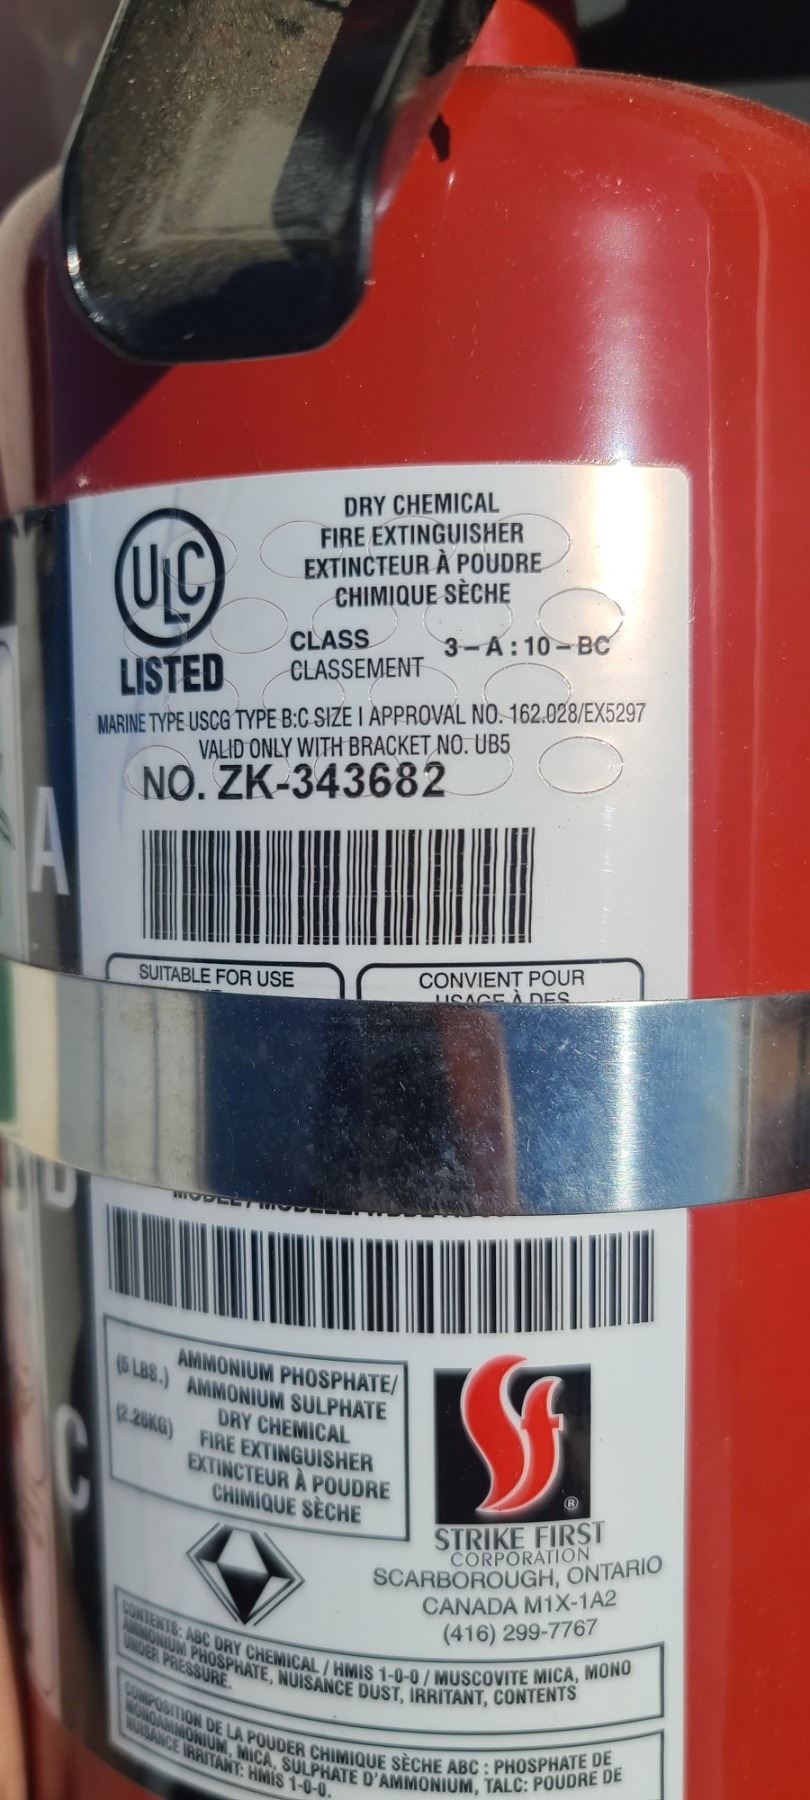 DRY CHEMICAL
FIRE EXTINGUISHER
EXTINCTEUR À POUDRE
CHIMIQUE SÈCHE
ULC
LISTED
CLASS
CLASSEMENT
3-A:10-BC
MARINE TYPE USCG TYPE B:C SIZE I APPROVAL NO. 162.028/EX5297
VALID ONLY WITH BRACKET NO. UB5
NO. ZK-343682
A
SUITABLE FOR USE
CONVIENT POUR
USAGE À DES
MODEL / MODELE:
(5 LBS.)
(2.26KG)
AMMONIUM PHOSPHATE/
AMMONIUM SULPHATE
DRY CHEMICAL
FIRE EXTINGUISHER
EXTINCTEUR À POUDRE
CHIMIQUE SÈCHE
C
Sf
®
STRIKE FIRST
CORPORATION
SCARBOROUGH, ONTARIO
CANADA M1X-1A2
(416) 299-7767
CONTENTS: ABC DRY CHEMICAL / HMIS 1-0-0 / MUSCOVITE MICA, MONO
AMMONIUM PHOSPHATE, NUISANCE DUST, IRRITANT, CONTENTS
UNDER PRESSURE.
COMPOSITION DE LA POUDER CHIMIQUE SÈCHE ABC : PHOSPHATE DE
MONOAMMONIUM, MICA, SULPHATE D'AMMONIUM, TALC: POUDRE DE
NUISANCE IRRITANT: HMIS 1-0-0.